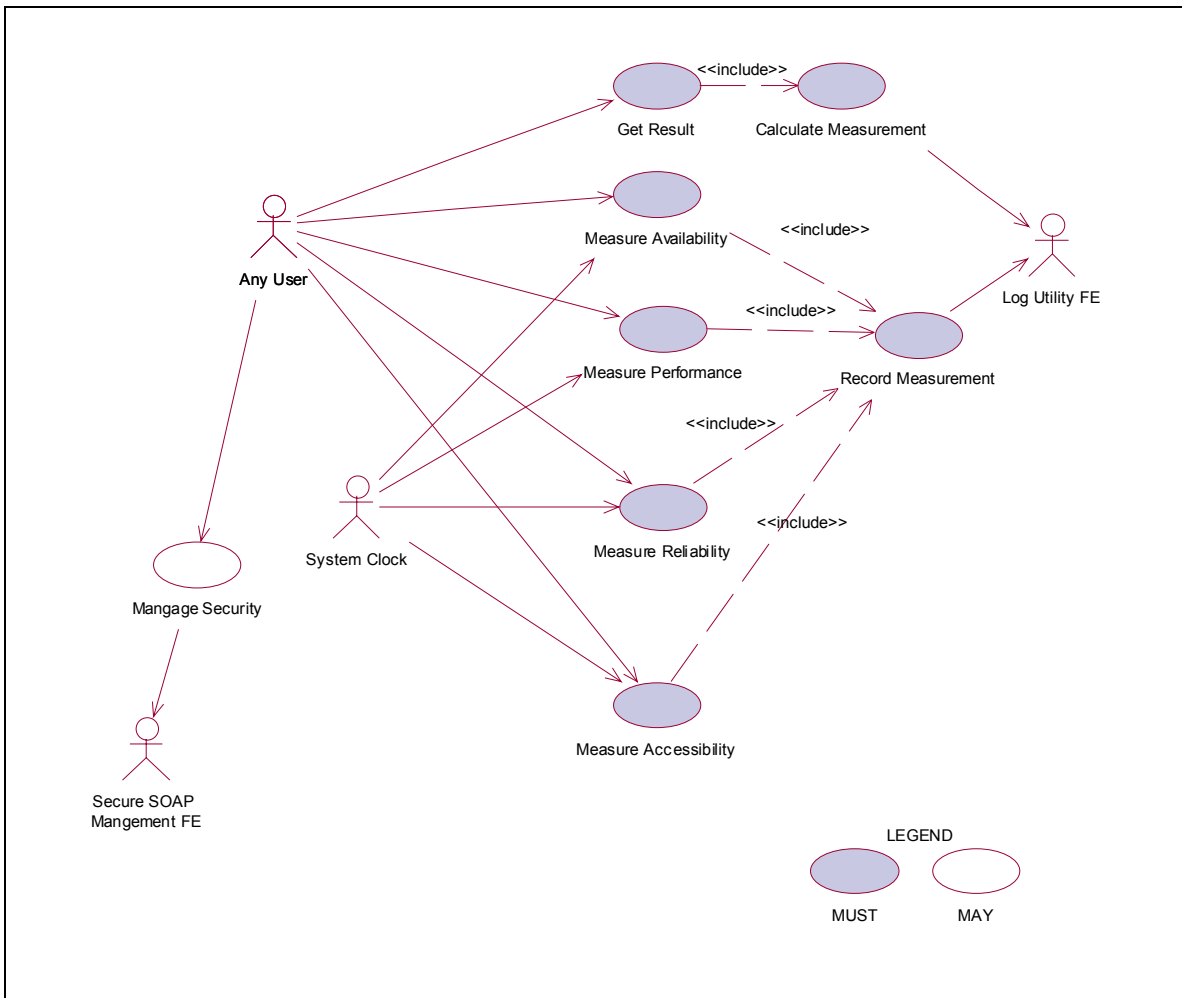 <<include>>
Get Result
Calculate Measurement
Measure Availability
<<include>>
Any User
Log Utility FE
<<include>>
Measure Performance
Record Measurement
<<include>>
<<include>>
Measure Reliability
System Clock
Mangage Security
Measure Accessibility
Secure SOAP
Mangement FE
LEGEND
MUST
MAY